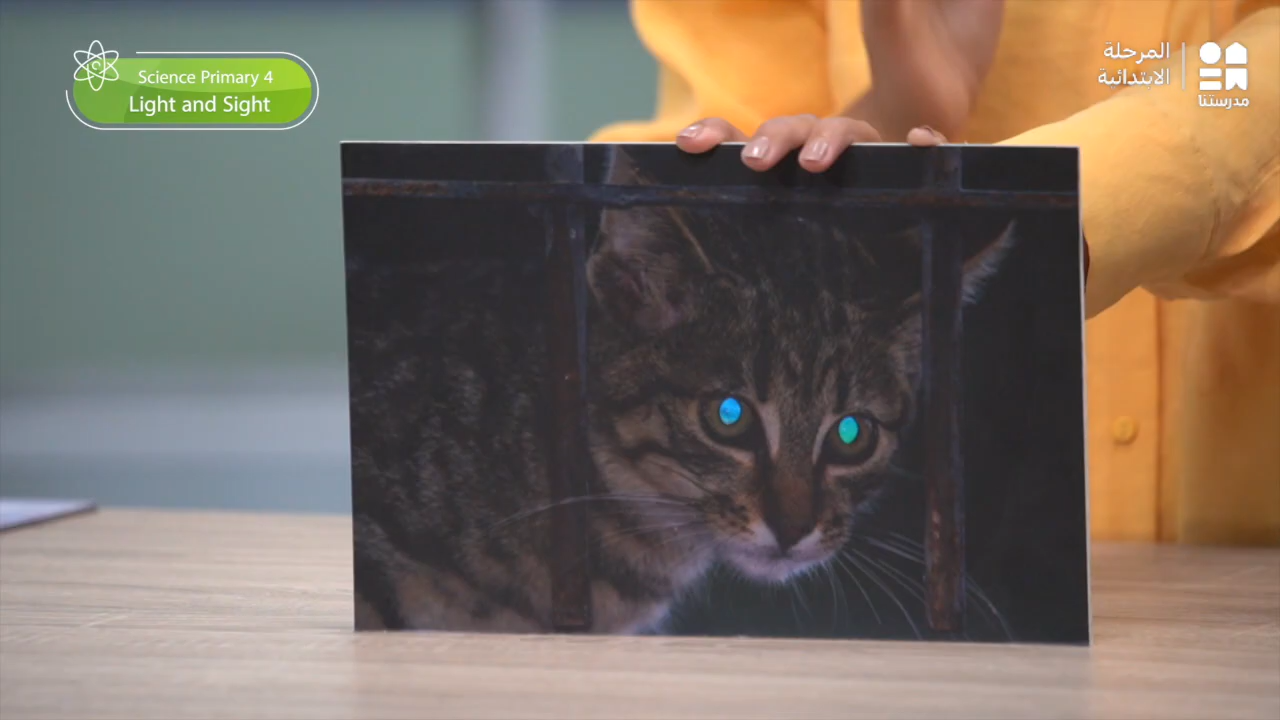 Science Primary 4
Light and Sight
المرحلة
الابتدائية
مدرستنا